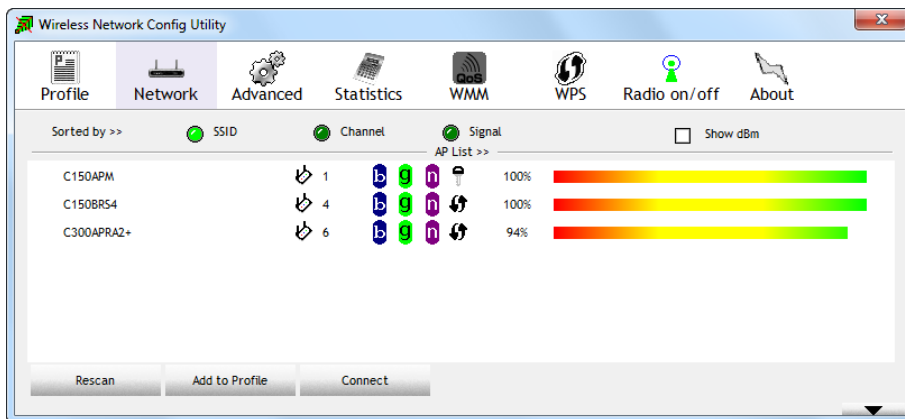 Wireless Network Config Utility
x
P=
QoS
Profile Network Advanced Statistics WMM WPS Radio on/off About
Sorted by >> SSID Channel Signal Show dBm
AP List >>
C150APM 1 b g n 100%
C150BRS4 4 b g n 100%
C300APRA2+ 6 b g n 94%
Rescan Add to Profile Connect